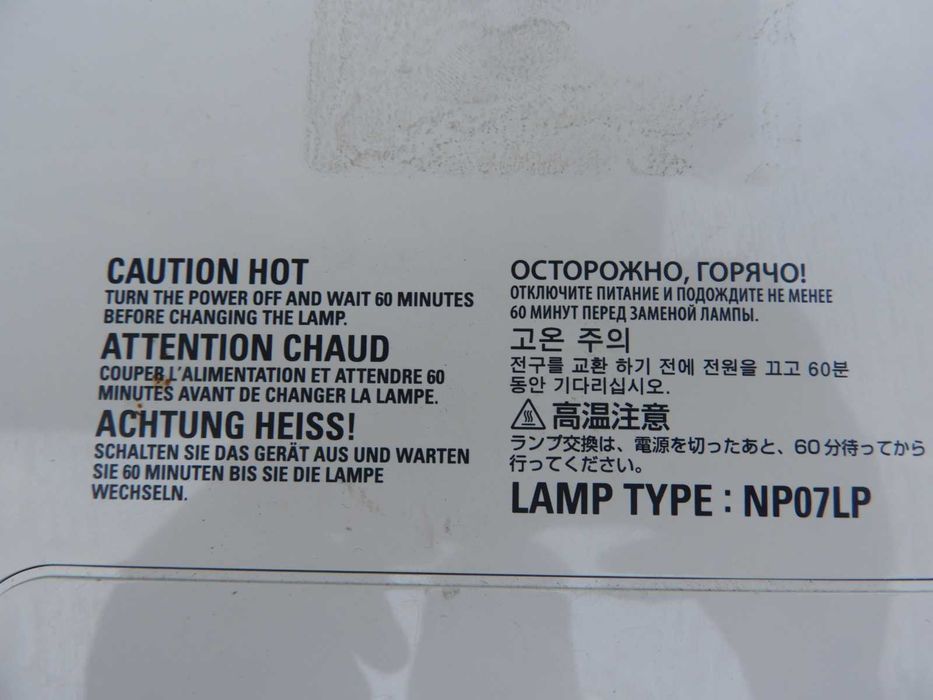 CAUTION HOT
TURN THE POWER OFF AND WAIT 60 MINUTES
BEFORE CHANGING THE LAMP.
ATTENTION CHAUD
COUPER L'ALIMENTATION ET ATTENDRE 60
MINUTES AVANT DE CHANGER LA LAMPE.
ACHTUNG HEISS!
SCHALTEN SIE DAS GERÄT AUS UND WARTEN
SIE 60 MINUTEN BIS SIE DIE LAMPE
WECHSELN.
ОСТОРОЖНО, ГОРЯЧО!
ОТКЛЮЧИТЕ ПИТАНИЕ И ПОДОЖДИТЕ НЕ МЕНЕЕ
60 МИНУТ ПЕРЕД ЗАМЕНОЙ ЛАМПЫ.
고온 주의
전구를 교환 하기 전에 전원을 끄고 60분
동안 기다리십시오.
高温注意
ランプ交換は、電源を切ったあと、60分待ってから
行ってください。
LAMP TYPE : NP07LP